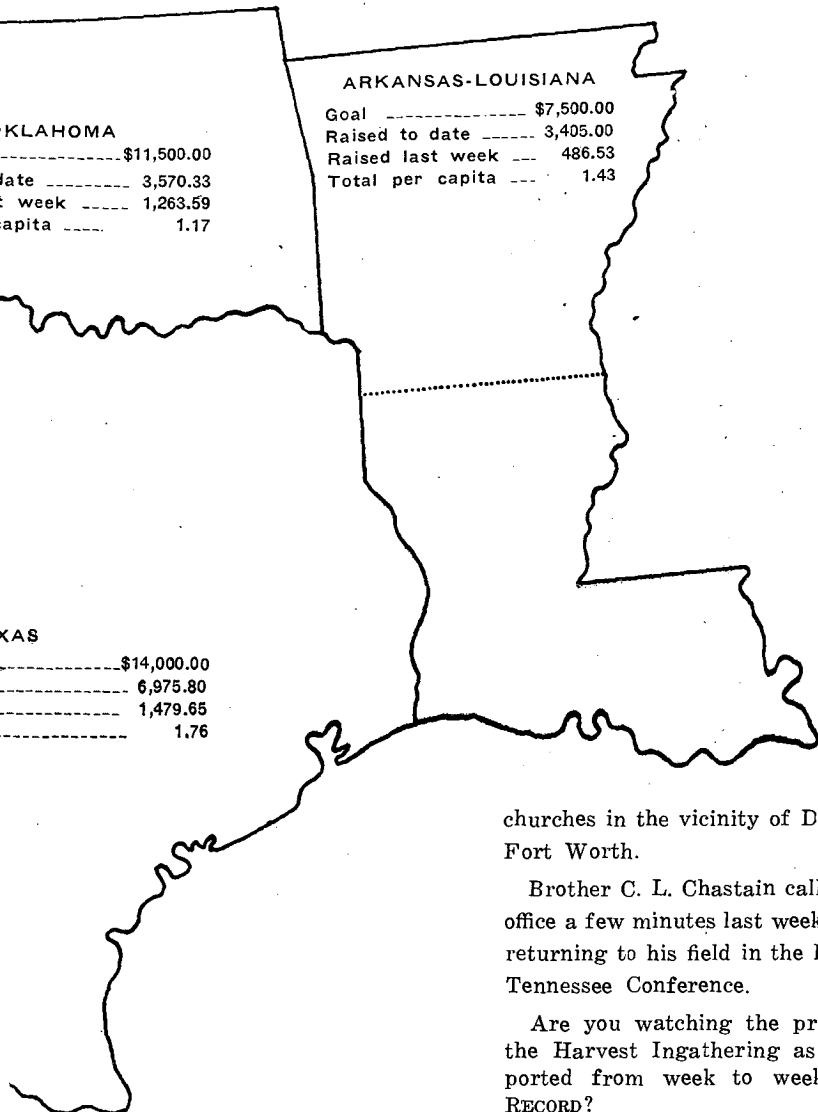 ARKANSAS-LOUISIANA
Goal ---------------- $7,500.00
Raised to date ------ 3,405.00
Raised last week --- 486.53
Total per capita --- 1.43
KLAHOMA
-------------$11,500.00
date --------- 3,570.33
week ----- 1,263.59
capita ---- 1.17
XAS
-------------$14,000.00
-------------- 6,975.80
-------------- 1,479.65
-------------- 1.76
churches in the vicinity of D
Fort Worth.
Brother C. L. Chastain cal
office a few minutes last week
returning to his field in the
Tennessee Conference.
Are you watching the pr
the Harvest Ingathering as
ported from week to week
RECORD?